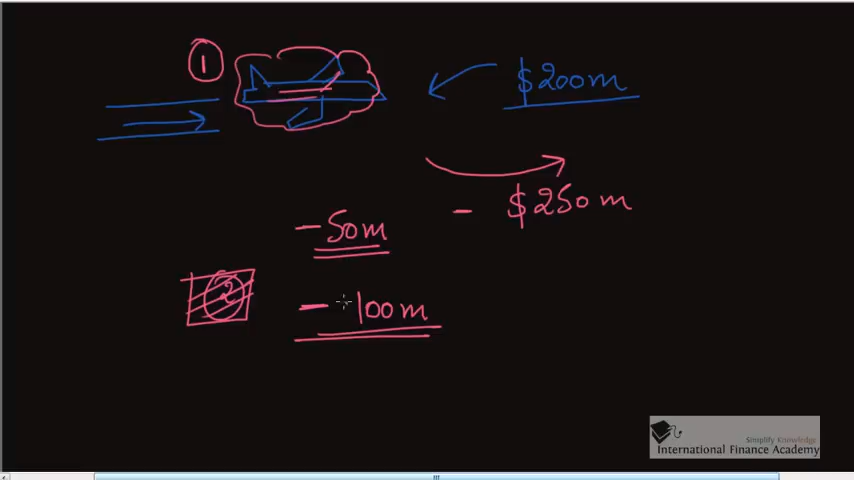 1
$200m
- $250m
-50m
2
- 100m
Simplify Knowledge
International Finance Academy